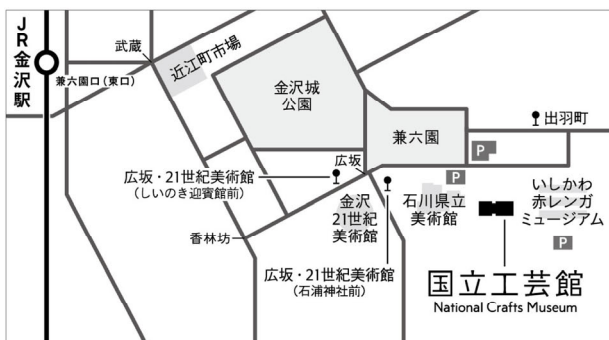 JR金沢駅
兼六園口(東口)
武蔵
近江町市場
金沢城
公園
兼六園
出羽町
P
広坂
広坂・21世紀美術館
(しいのき迎賓館前)
P
香林坊
金沢
21世紀
美術館
石川県立
美術館
いしかわ
赤レンガ
ミュージアム
P
広坂・21世紀美術館
(石浦神社前)
国立工芸館
National Crafts Museum